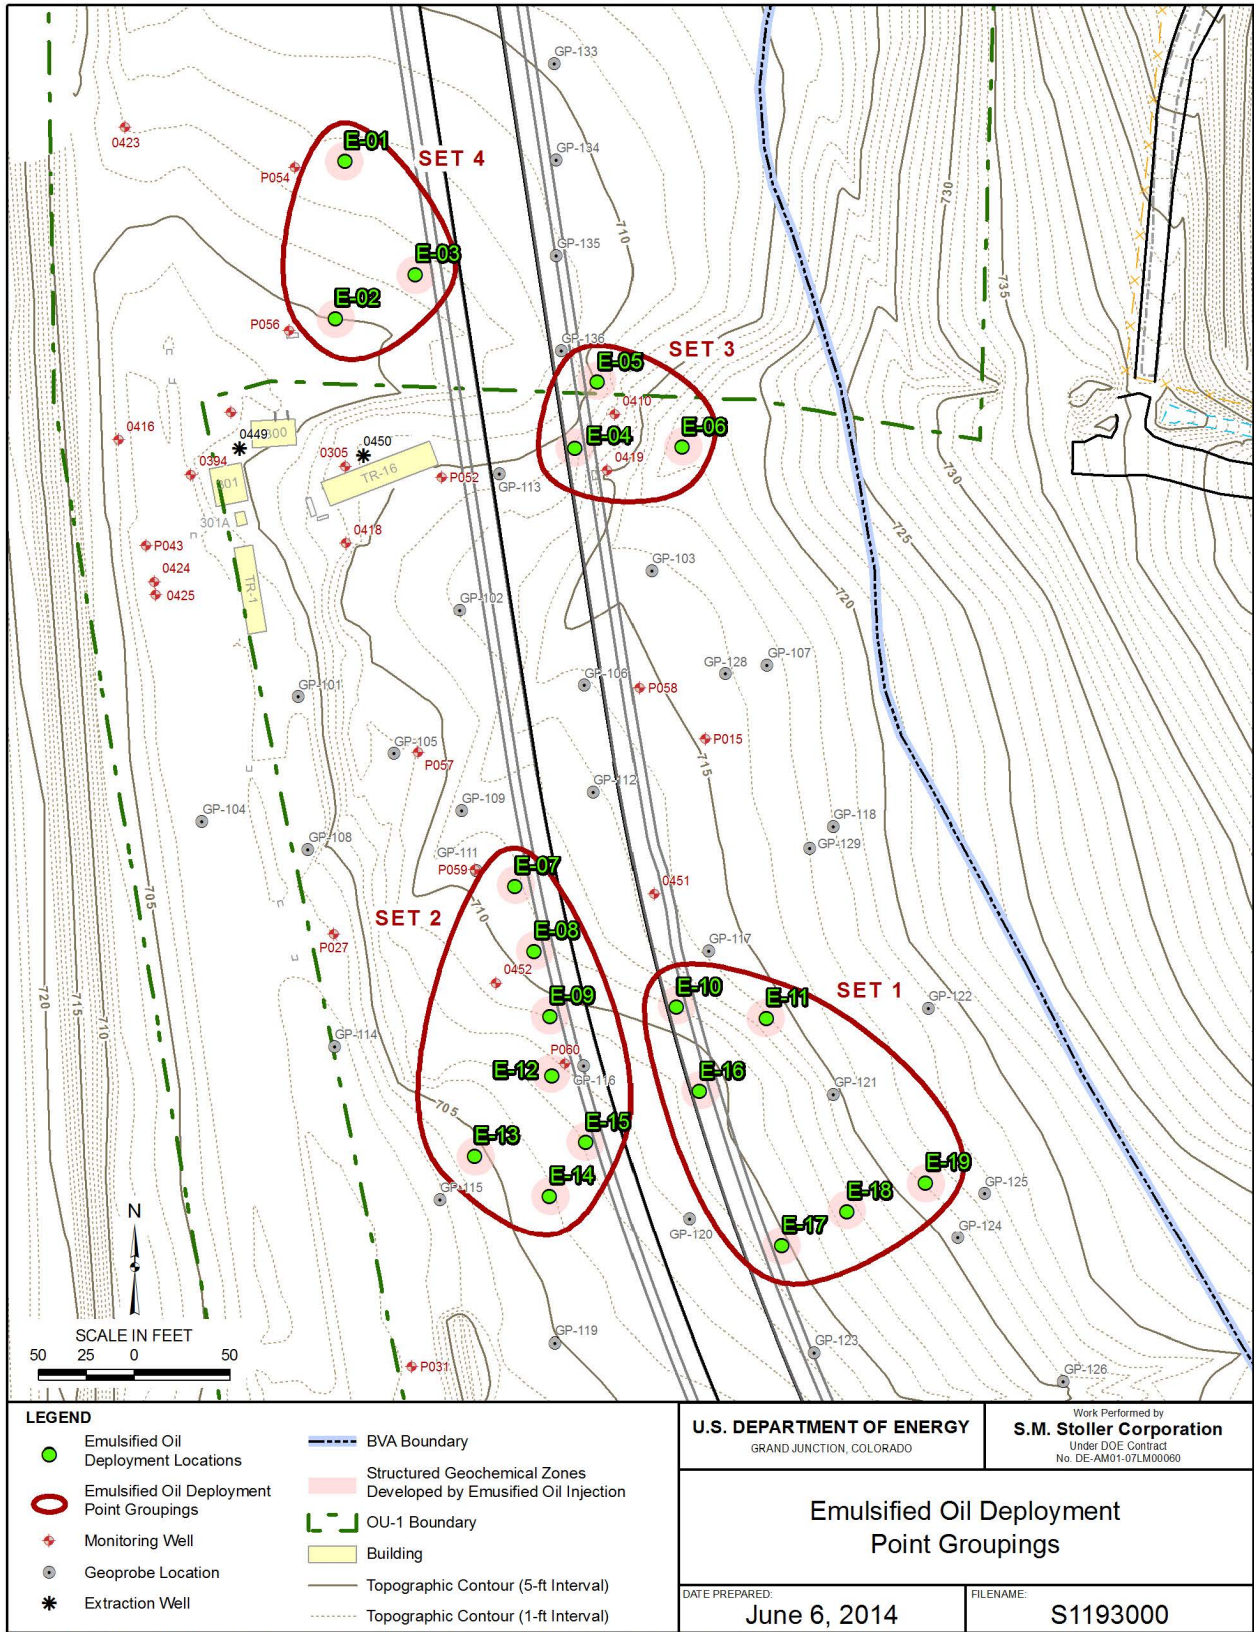 GP-133
0423
E-01
SET 4
GP-134
P054
730
710
GP-135
E-03
735
E-02
P056
GP-136
SET 3
E-05
0410
0416
0449
300
0450
E-04
E-06
0394
0305
0419
730
301
TR-16
P052
GP-113
301A
0418
725
P043
GP-103
0424
TR-1
720
0425
GP-102
GP-107
GP-128
GP-101
GP-106
P058
GP-105
P015
P057
715
GP-112
GP-104
GP-109
GP-118
GP-108
GP-129
GP-111
P059
E-07
705
0451
710
SET 2
E-08
P027
GP-117
0452
720
715
SET 1
E-10
E-09
E-11
GP-122
710
GP-114
P060
E-12
GP-116
E-16
GP-121
705
E-15
E-13
E-14
E-19
GP-115
GP-125
E-18
N
GP-120
E-17
GP-124
SCALE IN FEET
50 25 0 50
GP-119
GP-123
P031
GP-126
LEGEND
Emulsified Oil
Deployment Locations
Emulsified Oil Deployment
Point Groupings
Monitoring Well
Geoprobe Location
Extraction Well
BVA Boundary
Structured Geochemical Zones
Developed by Emusified Oil Injection
OU-1 Boundary
Building
Topographic Contour (5-ft Interval)
Topographic Contour (1-ft Interval)
U.S. DEPARTMENT OF ENERGY
GRAND JUNCTION, COLORADO
Work Performed by
S.M. Stoller Corporation
Under DOE Contract
No. DE-AM01-07LM00060
Emulsified Oil Deployment
Point Groupings
DATE PREPARED:
June 6, 2014
FILENAME:
S1193000